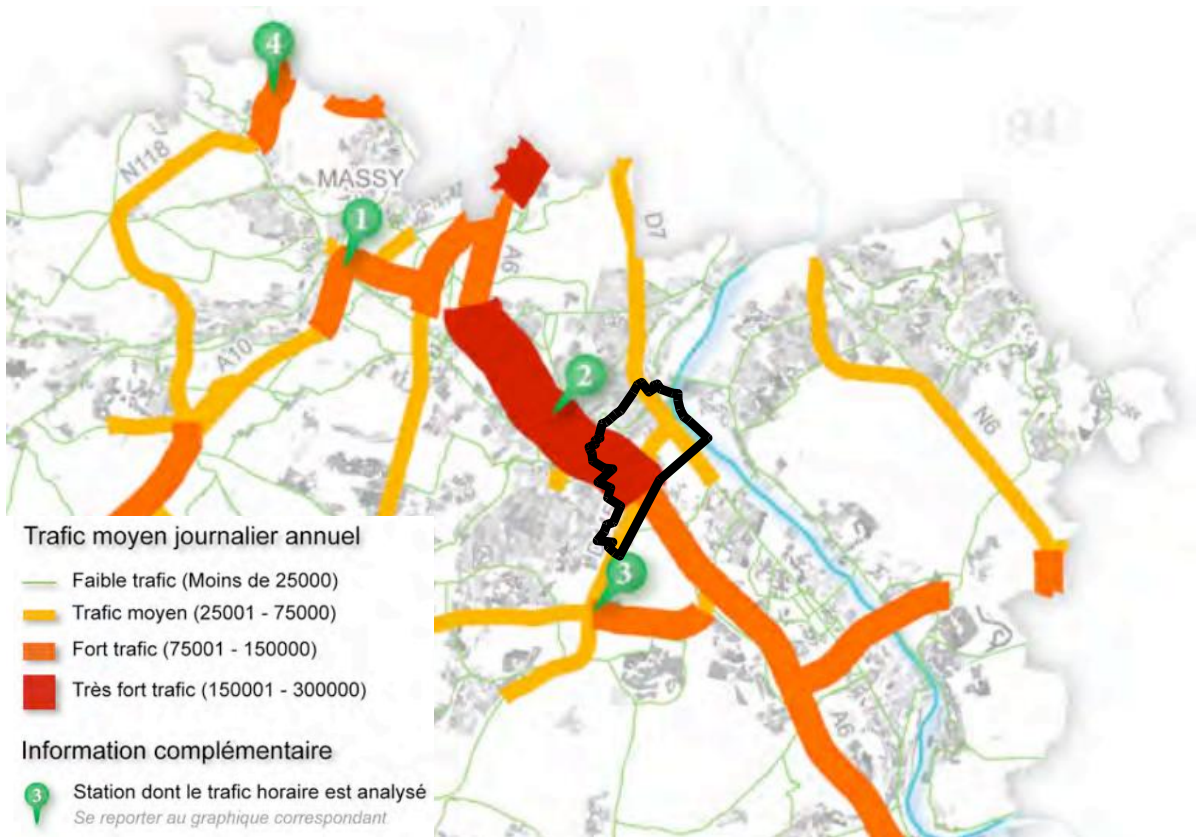 4
94
N118
MASSY
1
A6
D7
A10
2
N6
3
A6
Trafic moyen journalier annuel
Faible trafic (Moins de 25000)
Trafic moyen (25001 - 75000)
Fort trafic (75001 - 150000)
Très fort trafic (150001 - 300000)
Information complémentaire
3 Station dont le trafic horaire est analysé
Se reporter au graphique correspondant